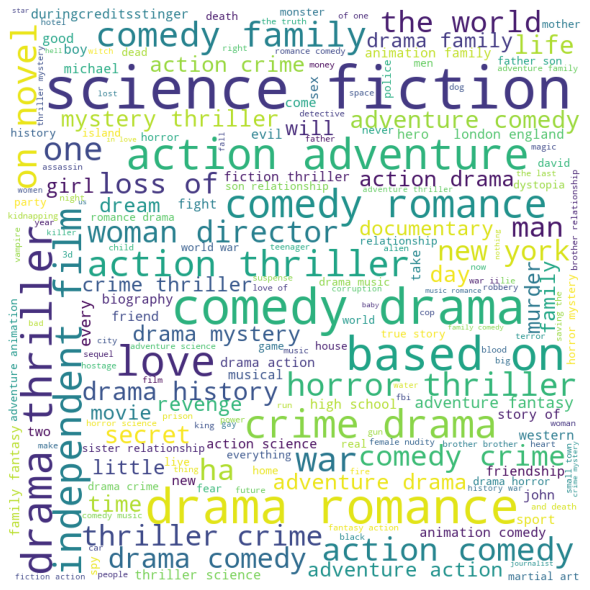 star
hotel
duringcreditsstinger
good
boy
death
dead
michael
monster
hell
witch
the truth
of one
right
romance comedy
money
mother
father son
adventure family
men
comedy family
the world
drama family
animation family
life
action crime
science fiction
thriller mystery
on novel
mystery thriller
come
sex
police
lost
space
dog
adventure comedy
history
island
horror
evil
will
never
hero
london england
detective
father
fall
magic
one
assassin
in love
action adventure
david
girl
loss of
fiction thriller
action drama
the last
dystopia
women
us
night
party
kidnapping
romance drama
dream
fight
son relationship
adventure thriller
comedy romance
documentary
man
saving the
brother relationship
independent film
woman director
new york
year
killer
vampire
child
world war
teenager
relationship
alien
take
day
now
nothing
3d
action thriller
suspense
corruption
war ii
lie
robbery
murder
family
horror mystery
drama thriller
crime thriller
drama music
love of
music romance
biography
every
friend
baby
cop
world
true story
family comedy
terror
comedy drama
bad
city
sequel
hostage
adventure science
drama mystery
game
music
house
blood
big
love
drama action
based on
adventure animation
film
drama history
musical
horror thriller
water
movie
revenge
high school
adventure fantasy
story of
woman
two
make
horror science
power
prison
run
king
gay
gun
fbi
crime drama
western
secret
sister relationship
action science
everything
real
female nudity
brother brother
heart
small town
crime mystery
family fantasy
little
ha
war
comedy crime
friendship
live
thing
new
home
fire
adventure drama
drama horror
history war
time
drama crime
fear
future
john
and death
comedy music
drama romance
sport
thriller crime
fantasy action
black
animation comedy
spy
car
drama comedy
action comedy
journalist
adventure action
fiction action
people
thriller science
martial art